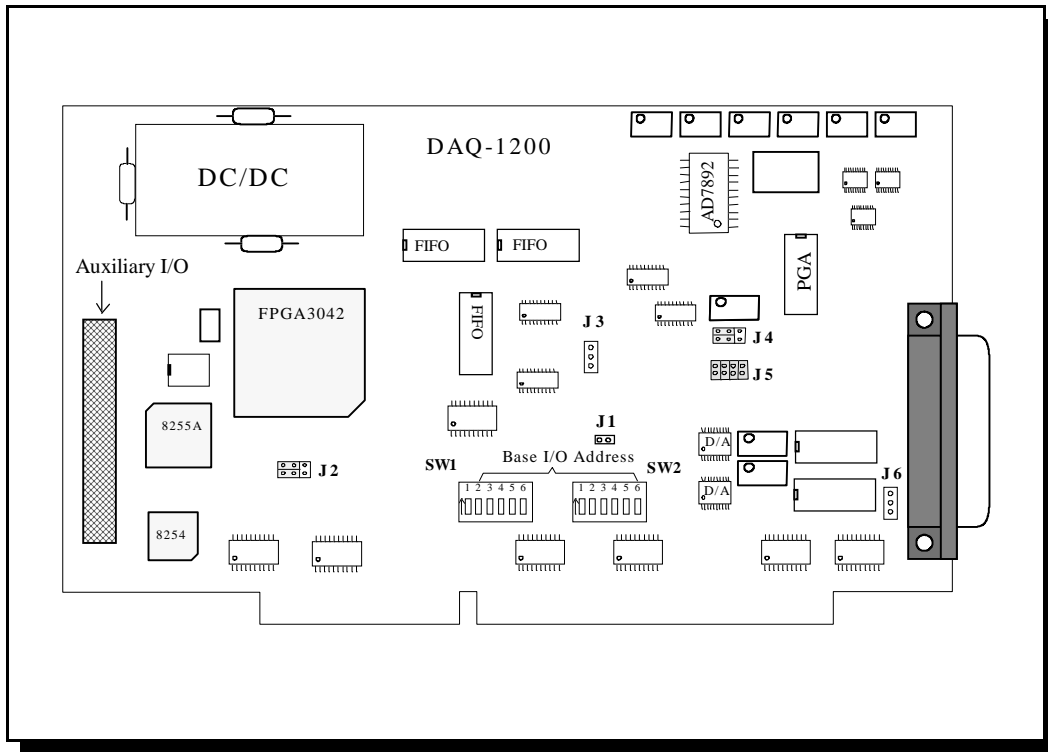 DAQ-1200
DC/DC
AD7892
FIFO
FIFO
PGA
Auxiliary I/O
FPGA3042
FIFO
J3
J4
J5
8255A
J1
D/A
Base I/O Address
SW1
SW2
J2
J6
1 2 3 4 5 6
1 2 3 4 5 6
D/A
8254